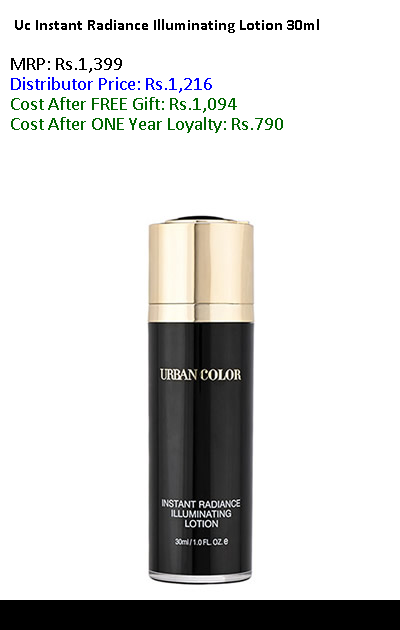 Uc Instant Radiance Illuminating Lotion 30ml
MRP: Rs.1,399
Distributor Price: Rs.1,216
Cost After FREE Gift: Rs.1,094
Cost After ONE Year Loyalty: Rs.790
URBAN COLOR
INSTANT RADIANCE
ILLUMINATING
LOTION
30ml/1.0 FL. OZ. ℮